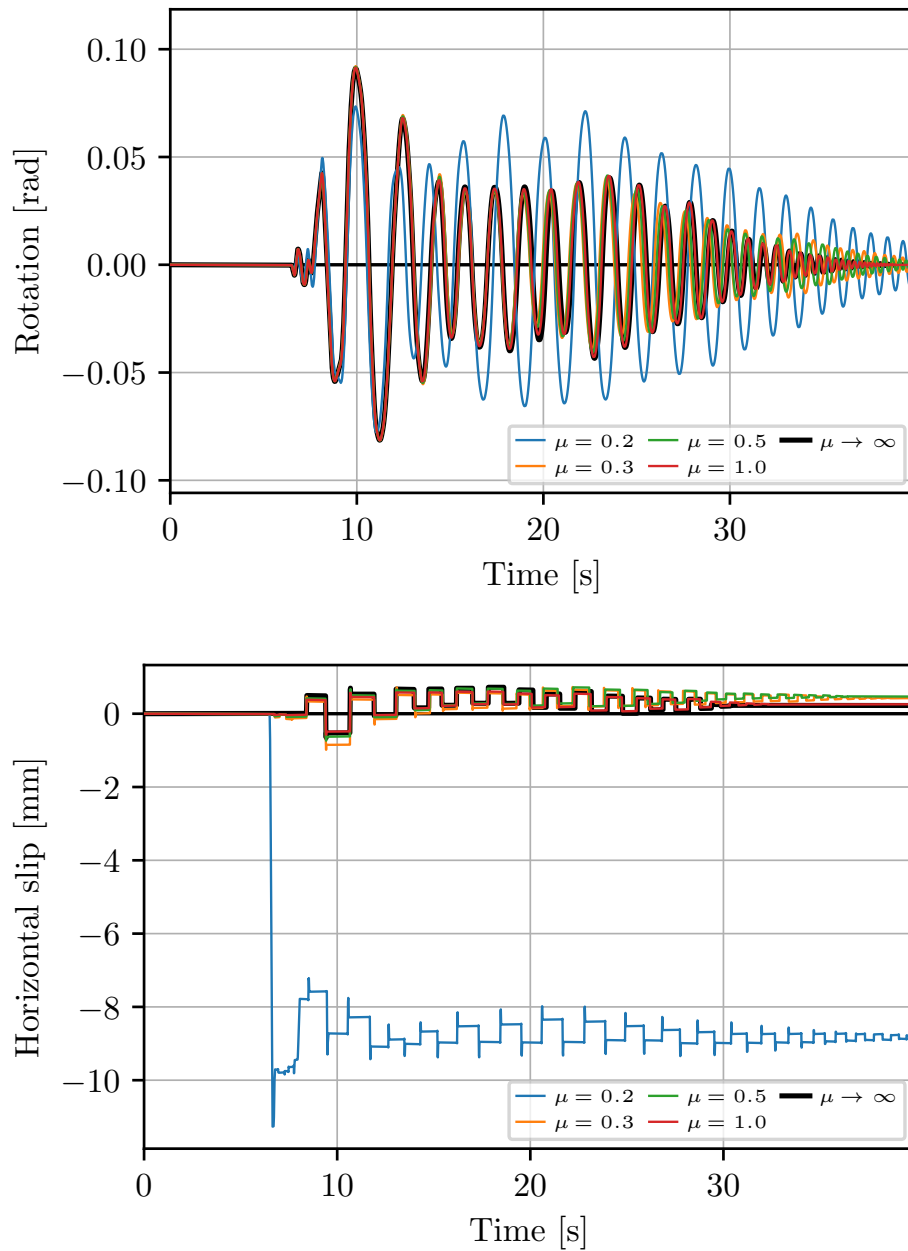 0.10
0.05
0.00
−0.05
−0.10
Rotation [rad]
μ = 0.2 μ = 0.5 μ → ∞
μ = 0.3 μ = 1.0
0 10 20 30
Time [s]
0
−2
−4
−6
−8
−10
Horizontal slip [mm]
μ = 0.2 μ = 0.5 μ → ∞
μ = 0.3 μ = 1.0
0 10 20 30
Time [s]